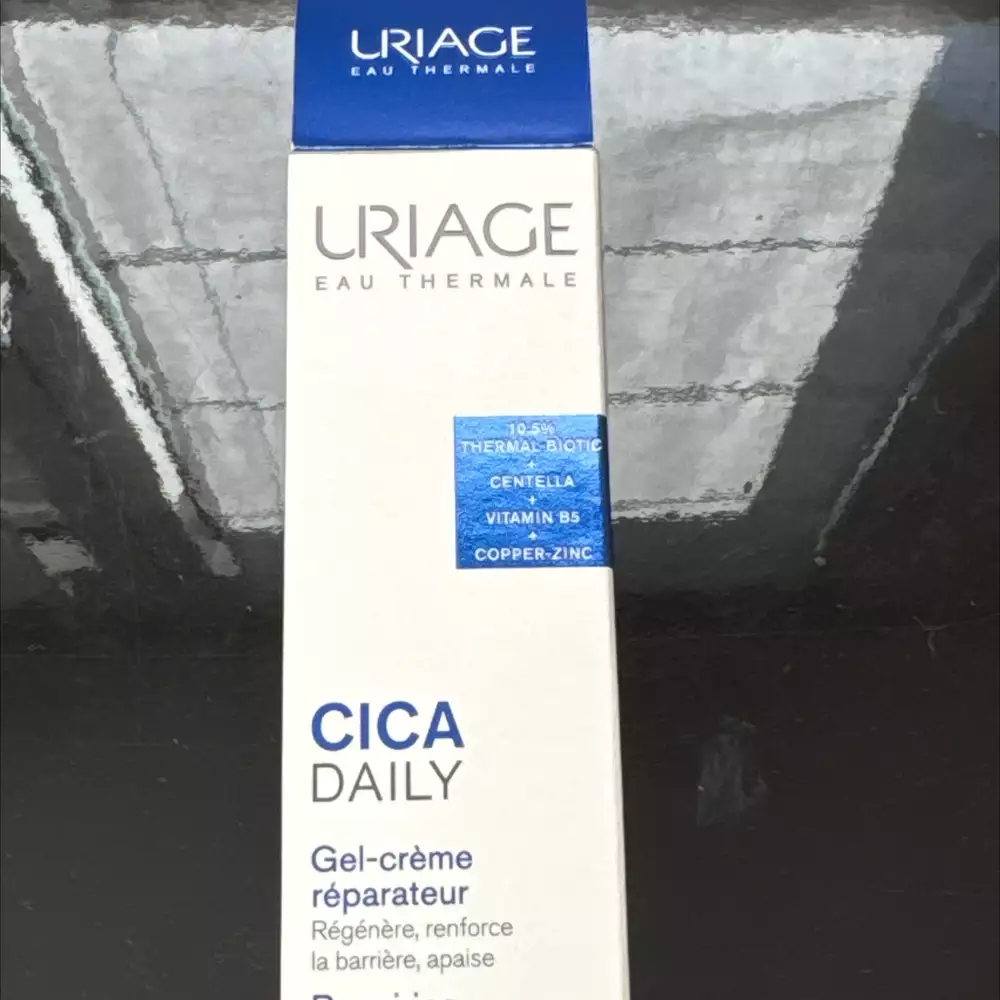 URIAGE
EAU THERMALE
URIAGE
EAU THERMALE
10.5%
THERMAL-BIOTIC
+
CENTELLA
+
VITAMIN B5
+
COPPER-ZINC
CICA
DAILY
Gel-crème
réparateur
Régénère, renforce
la barrière, apaise